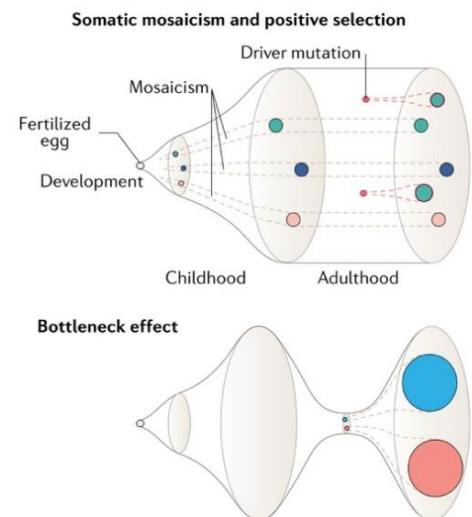 Somatic mosaicism and positive selection
Driver mutation
Mosaicism
Fertilized
egg
Development
Childhood
Adulthood
Bottleneck effect